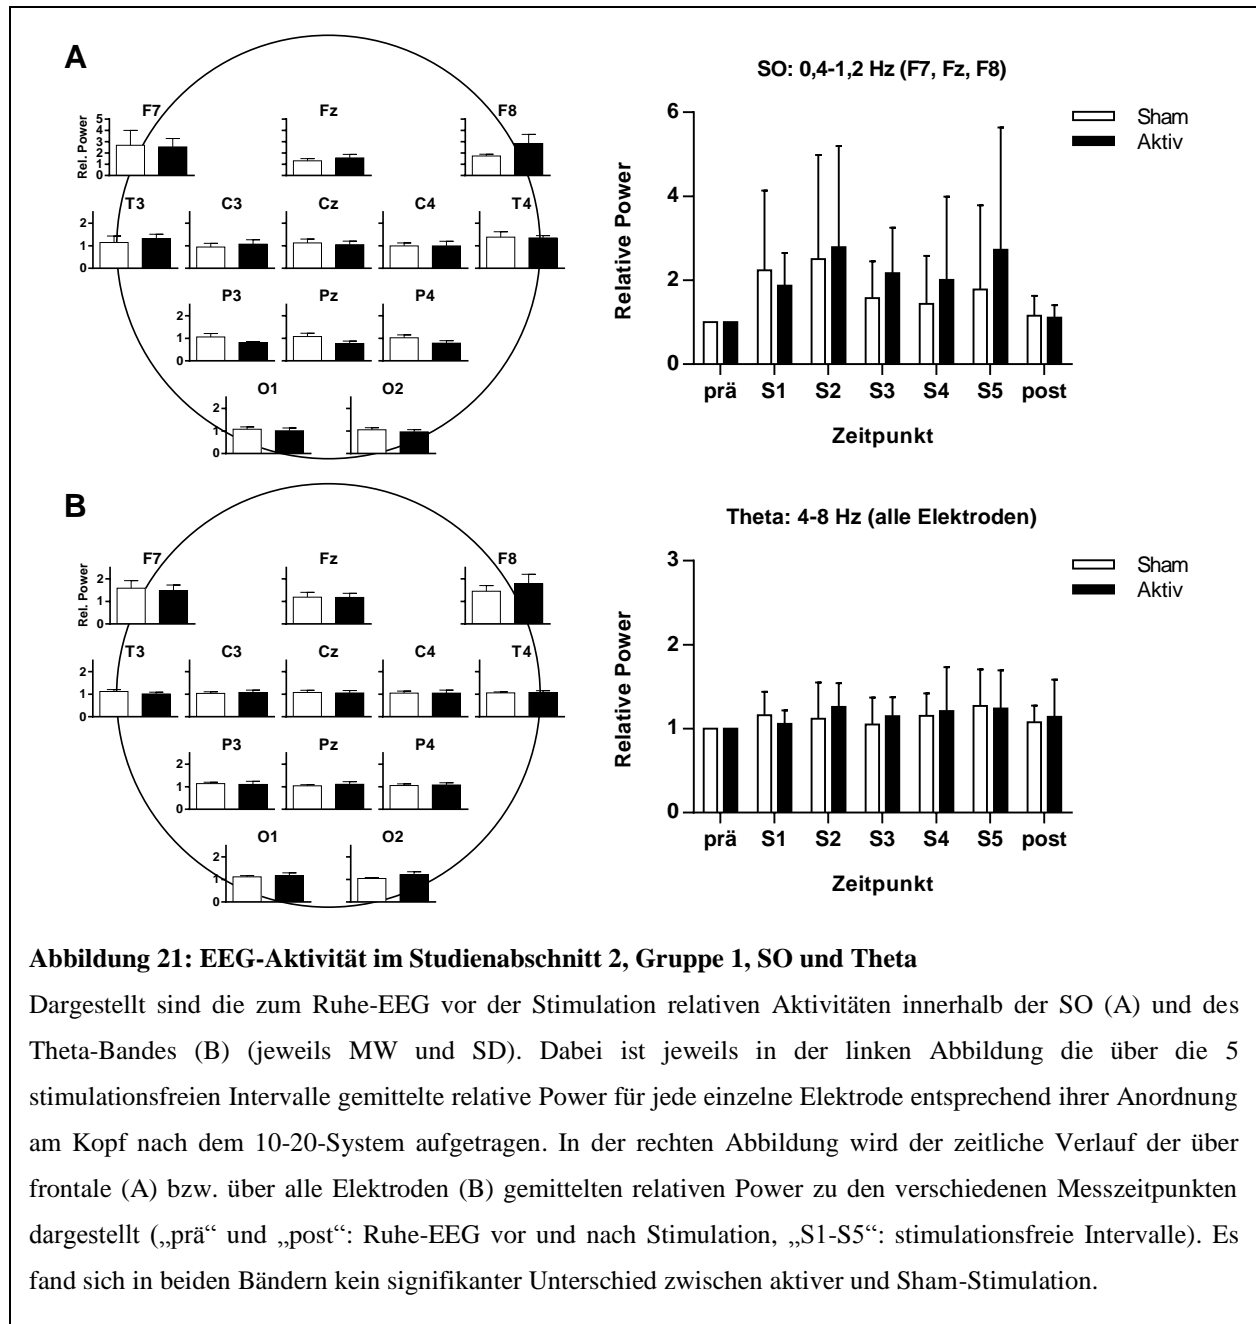 A
SO: 0,4-1,2 Hz (F7, Fz, F8)
F7
Fz
F8
Rel. Power
5
4
3
2
1
0
T3
C3
Cz
C4
T4
2
1
0
P3
Pz
P4
2
1
0
O1
O2
2
1
0
Sham
Aktiv
Relative Power
6
4
2
0
prä S1 S2 S3 S4 S5 post
Zeitpunkt
B
Theta: 4-8 Hz (alle Elektroden)
F7
Fz
F8
Rel. Power
2
1
0
T3
C3
Cz
C4
T4
2
1
0
P3
Pz
P4
2
1
0
O1
O2
2
1
0
Sham
Aktiv
Relative Power
3
2
1
0
prä S1 S2 S3 S4 S5 post
Zeitpunkt
Abbildung 21: EEG-Aktivität im Studienabschnitt 2, Gruppe 1, SO und Theta
Dargestellt sind die zum Ruhe-EEG vor der Stimulation relativen Aktivitäten innerhalb der SO (A) und des
Theta-Bandes (B) (jeweils MW und SD). Dabei ist jeweils in der linken Abbildung die über die 5
stimulationsfreien Intervalle gemittelte relative Power für jede einzelne Elektrode entsprechend ihrer Anordnung
am Kopf nach dem 10-20-System aufgetragen. In der rechten Abbildung wird der zeitliche Verlauf der über
frontale (A) bzw. über alle Elektroden (B) gemittelten relativen Power zu den verschiedenen Messzeitpunkten
dargestellt („prä“ und „post“: Ruhe-EEG vor und nach Stimulation, „S1-S5“: stimulationsfreie Intervalle). Es
fand sich in beiden Bändern kein signifikanter Unterschied zwischen aktiver und Sham-Stimulation.